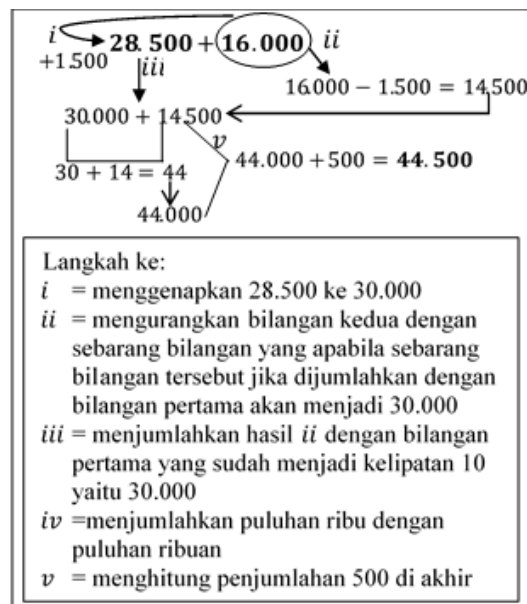 i
28.500 + 16.000 ii
+1.500
iii
16.000 − 1.500 = 14.500
30.000 + 14.500
v
30 + 14 = 44
44.000 + 500 = 44.500
44.000
Langkah ke:
i = menggenapkan 28.500 ke 30.000
ii = mengurangkan bilangan kedua dengan
sebarang bilangan yang apabila sebarang
bilangan tersebut jika dijumlahkan dengan
bilangan pertama akan menjadi 30.000
iii = menjumlahkan hasil ii dengan bilangan
pertama yang sudah menjadi kelipatan 10
yaitu 30.000
iv =menjumlahkan puluhan ribu dengan
puluhan ribuan
v = menghitung penjumlahan 500 di akhir